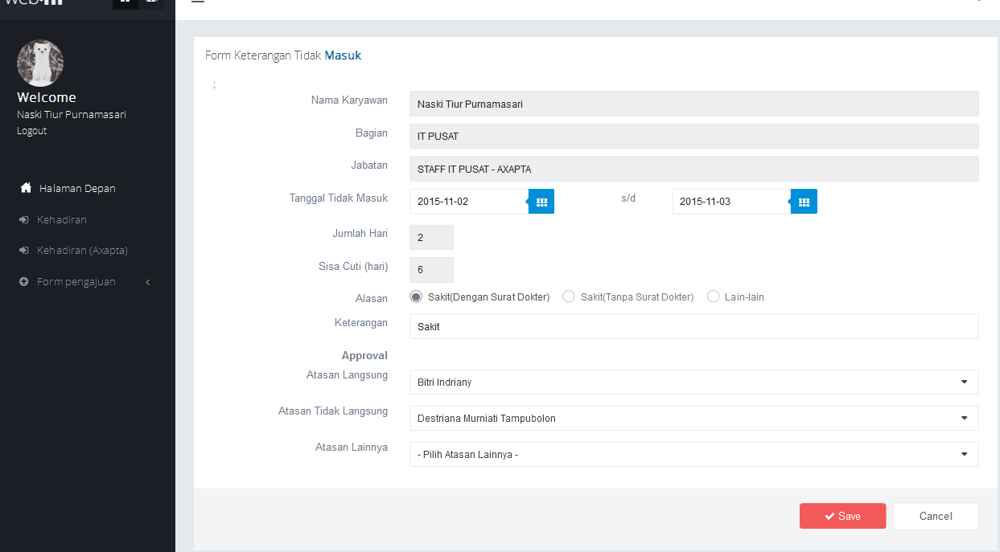 Form Keterangan Tidak Masuk
;
Welcome
Naski Tiur Purnamasari
Logout
Halaman Depan
Kehadiran
Kehadiran (Axapta)
Form pengajuan
Nama Karyawan Naski Tiur Purnamasari
Bagian IT PUSAT
Jabatan STAFF IT PUSAT - AXAPTA
Tanggal Tidak Masuk 2015-11-02 s/d 2015-11-03
Jumlah Hari 2
Sisa Cuti (hari) 6
Alasan Sakit(Dengan Surat Dokter) Sakit(Tanpa Surat Dokter) Lain-lain
Keterangan Sakit
Approval
Atasan Langsung Bitri Indriany
Atasan Tidak Langsung Destriana Murniati Tampubolon
Atasan Lainnya - Pilih Atasan Lainnya -
Save Cancel